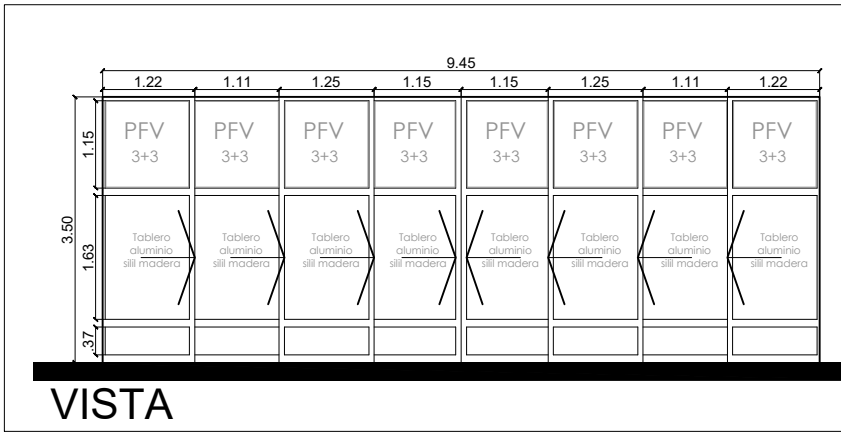 9.45
1.22 1.11 1.25 1.15 1.15 1.25 1.11 1.22
PFV PFV PFV PFV PFV PFV PFV PFV
3+3 3+3 3+3 3+3 3+3 3+3 3+3 3+3
1.15
3.50
Tablero Tablero Tablero Tablero Tablero Tablero Tablero Tablero
aluminio aluminio aluminio aluminio aluminio aluminio aluminio aluminio
silil madera silil madera silil madera silil madera silil madera silil madera silil madera silil madera
1.63
.37
VISTA